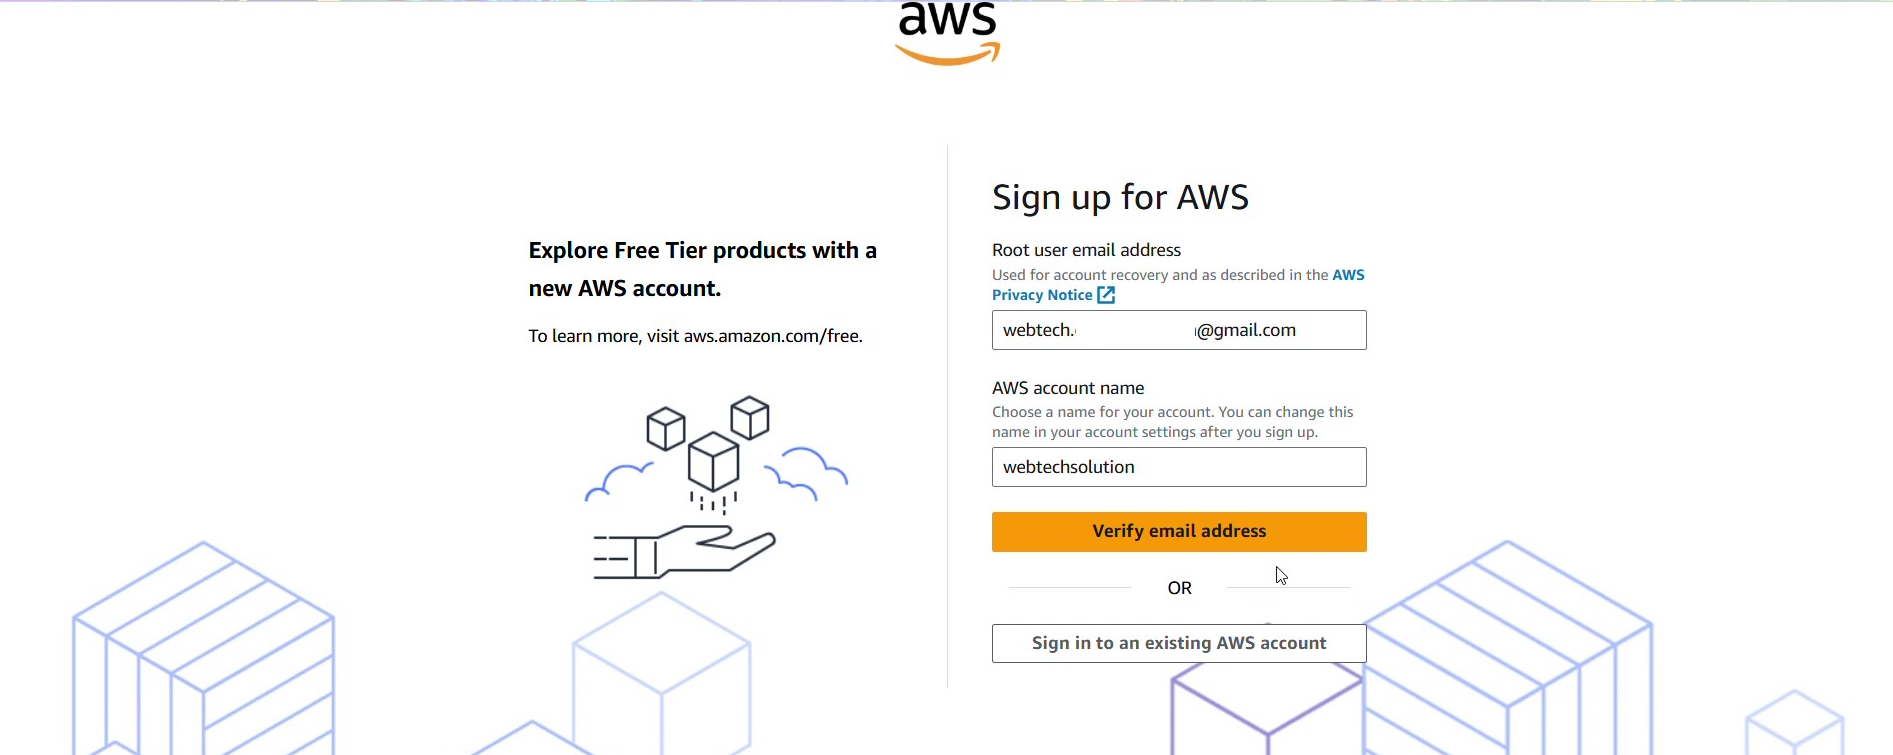 aws
Explore Free Tier products with a
new AWS account.
To learn more, visit aws.amazon.com/free.
Sign up for AWS
Root user email address
Used for account recovery and as described in the AWS
Privacy Notice
webtech. @gmail.com
AWS account name
Choose a name for your account. You can change this
name in your account settings after you sign up.
webtechsolution
Verify email address
OR
Sign in to an existing AWS account